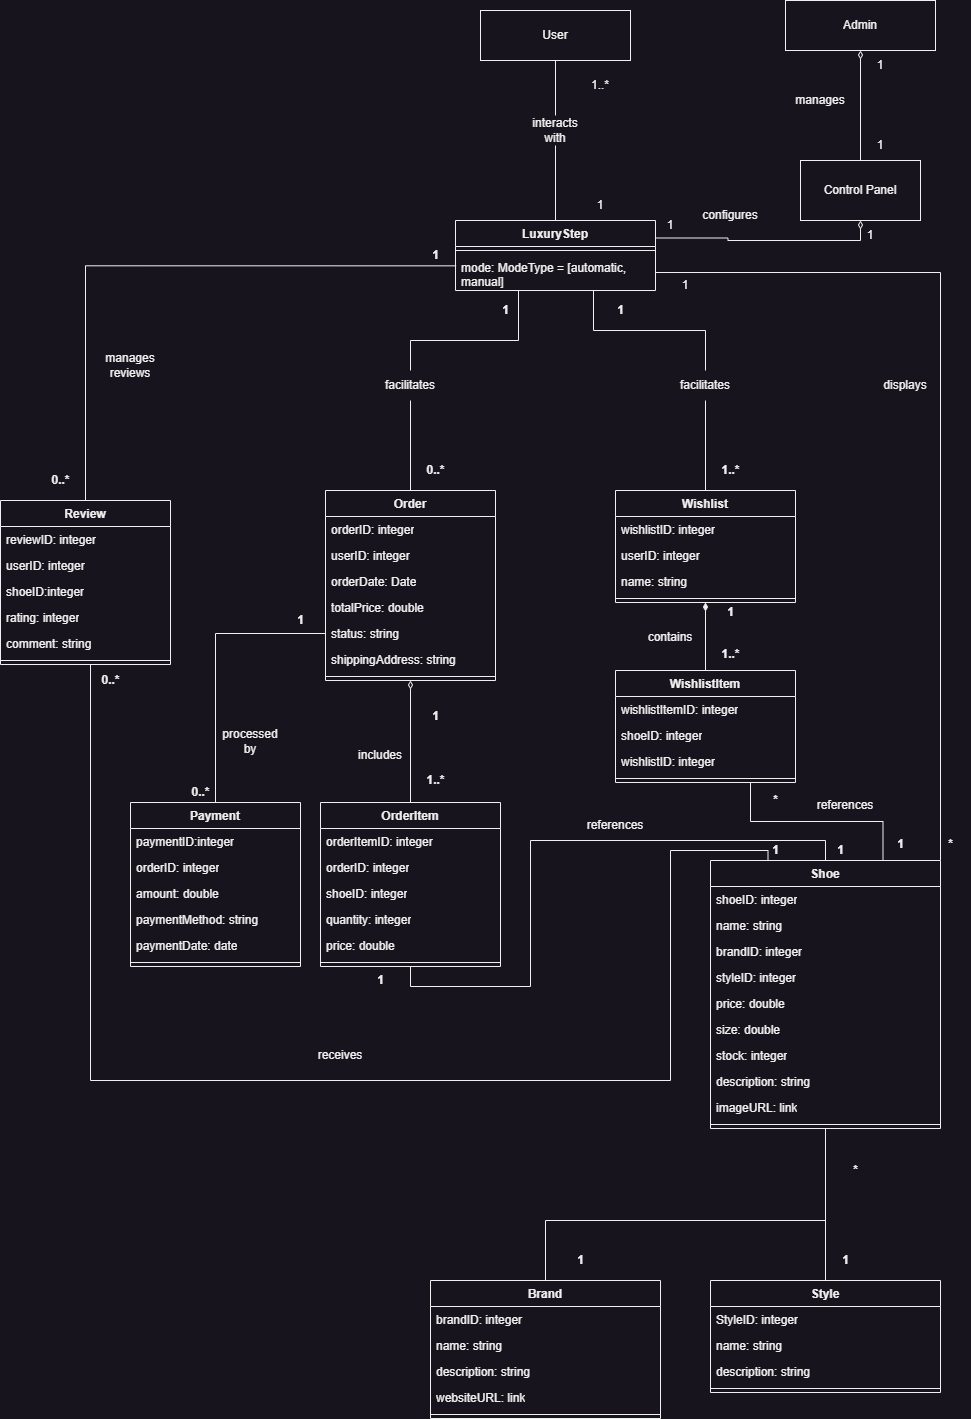 User
Admin
1..*
1
manages
interacts
with
1
Control Panel
1
configures
1
1
LuxuryStep
mode: ModeType = [automatic,
manual]
1
1
1
1
manages
reviews
facilitates
facilitates
displays
0..*
0..*
1..*
Review
reviewID: integer
userID: integer
shoeID:integer
rating: integer
comment: string
0..*
Order
orderID: integer
userID: integer
orderDate: Date
totalPrice: double
status: string
shippingAddress: string
Wishlist
wishlistID: integer
userID: integer
name: string
1
1
contains
1..*
WishlistItem
wishlistItemID: integer
shoeID: integer
wishlistID: integer
1
processed
by
includes
0..*
1..*
*
references
references
Payment
paymentID:integer
orderID: integer
amount: double
paymentMethod: string
paymentDate: date
OrderItem
orderItemID: integer
orderID: integer
shoeID: integer
quantity: integer
price: double
1
1
1
1
*
Shoe
shoeID: integer
name: string
brandID: integer
styleID: integer
price: double
size: double
stock: integer
description: string
imageURL: link
receives
*
1
1
Brand
brandID: integer
name: string
description: string
websiteURL: link
Style
StyleID: integer
name: string
description: string